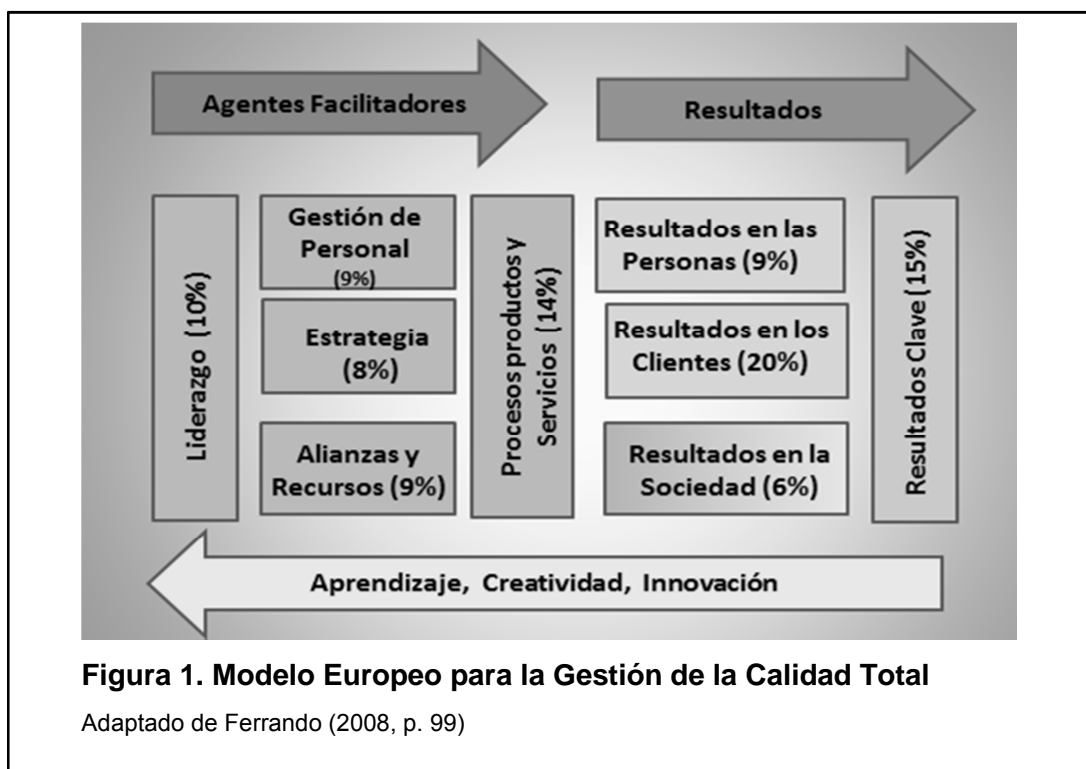 Agentes Facilitadores
Resultados
Liderazgo (10%)
Gestión de
Personal
(9%)
Estrategia
(8%)
Alianzas y
Recursos (9%)
Procesos productos y
Servicios (14%)
Resultados en las
Personas (9%)
Resultados en los
Clientes (20%)
Resultados en la
Sociedad (6%)
Resultados Clave (15%)
Aprendizaje, Creatividad, Innovación
Figura 1. Modelo Europeo para la Gestión de la Calidad Total
Adaptado de Ferrando (2008, p. 99)